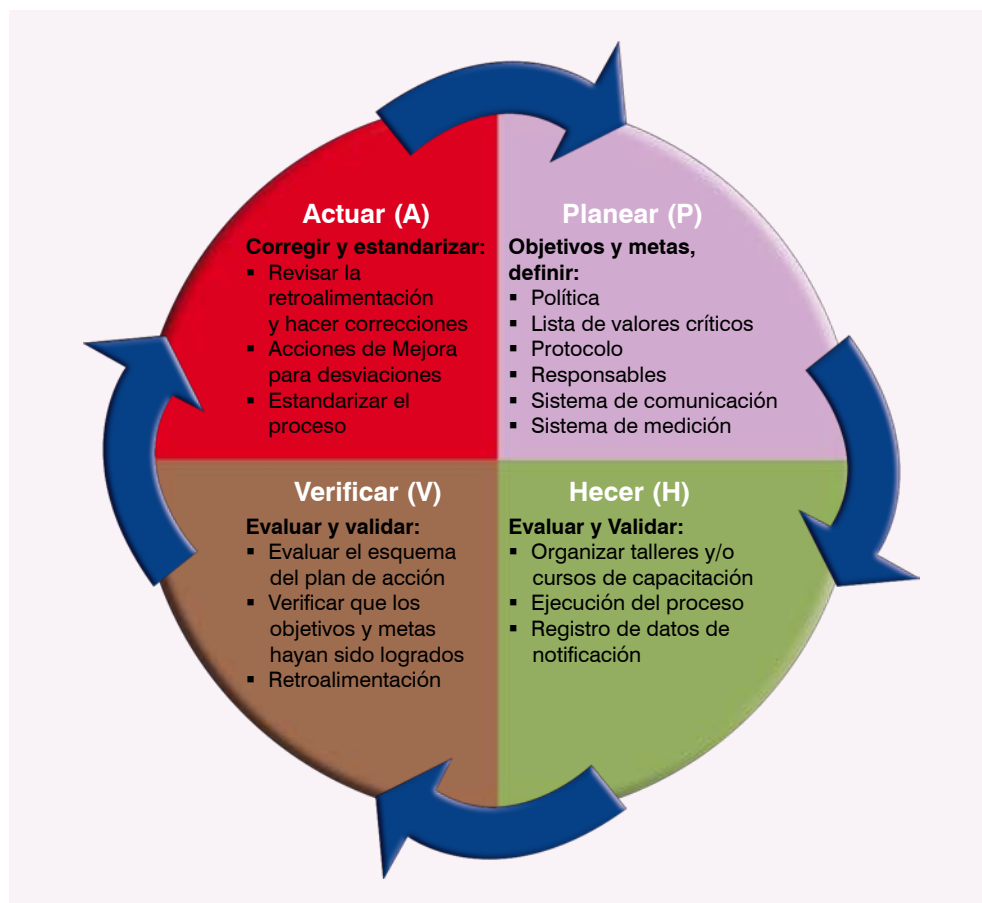 Actuar (A)
Corregir y estandarizar:
▪ Revisar la
retroalimentación
y hacer correcciones
▪ Acciones de Mejora
para desviaciones
▪ Estandarizar el
proceso
Planear (P)
Objetivos y metas,
definir:
▪ Política
▪ Lista de valores críticos
▪ Protocolo
▪ Responsables
▪ Sistema de comunicación
▪ Sistema de medición
Verificar (V)
Evaluar y validar:
▪ Evaluar el esquema
del plan de acción
▪ Verificar que los
objetivos y metas
hayan sido logrados
▪ Retroalimentación
Hecer (H)
Evaluar y Validar:
▪ Organizar talleres y/o
cursos de capacitación
▪ Ejecución del proceso
▪ Registro de datos de
notificación